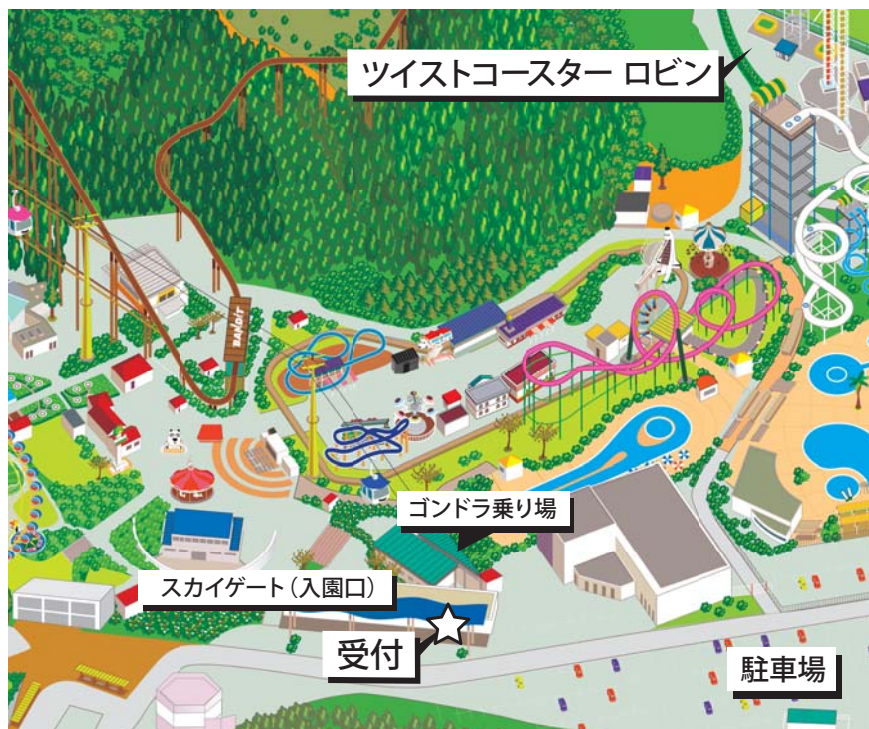 ツイストコースター ロビン
BANDIT
ゴンドラ乗り場
スカイゲート（入園口）
受付
駐車場